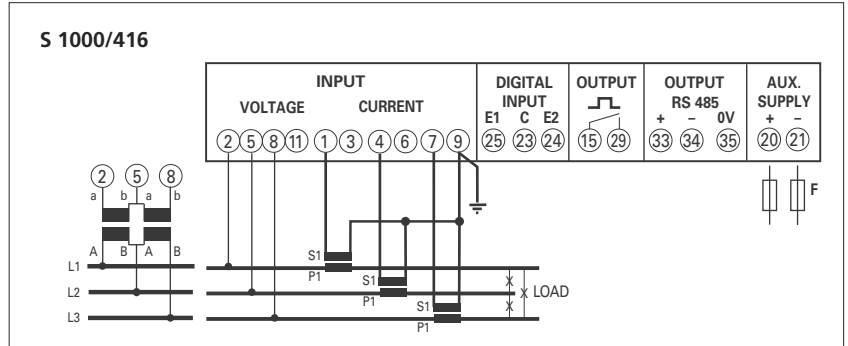 S 1000/416
INPUT
VOLTAGE CURRENT
DIGITAL
INPUT
E1 C E2
OUTPUT
OUTPUT
RS 485
+ – 0V
AUX.
SUPPLY
+ –
2 5 8 11 1 3 4 6 7 9 25 23 24 15 29 33 34 35 20 21
2 5 8
a b a b
F
A B A B
S1
P1
S1
P1
S1
P1
L1
L2
L3
X
X
X
LOAD